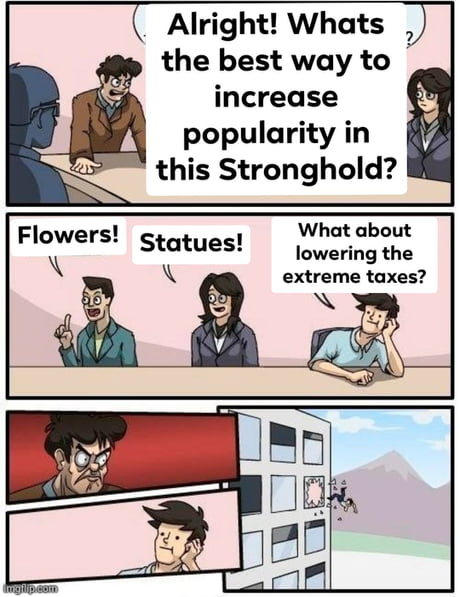 Alright! Whats
the best way to
increase
popularity in
this Stronghold?
?
Flowers!
Statues!
What about
lowering the
extreme taxes?
imgflip.com